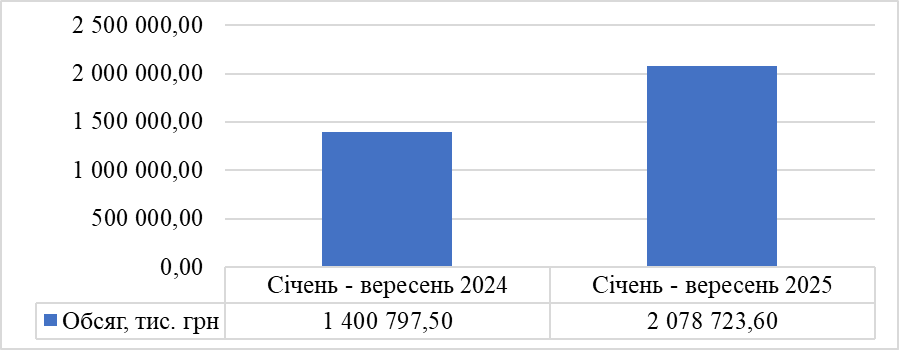 2 500 000,00
2 000 000,00
1 500 000,00
1 000 000,00
500 000,00
0,00
Січень - вересень 2024 Січень - вересень 2025
Обсяг, тис. грн 1 400 797,50 2 078 723,60